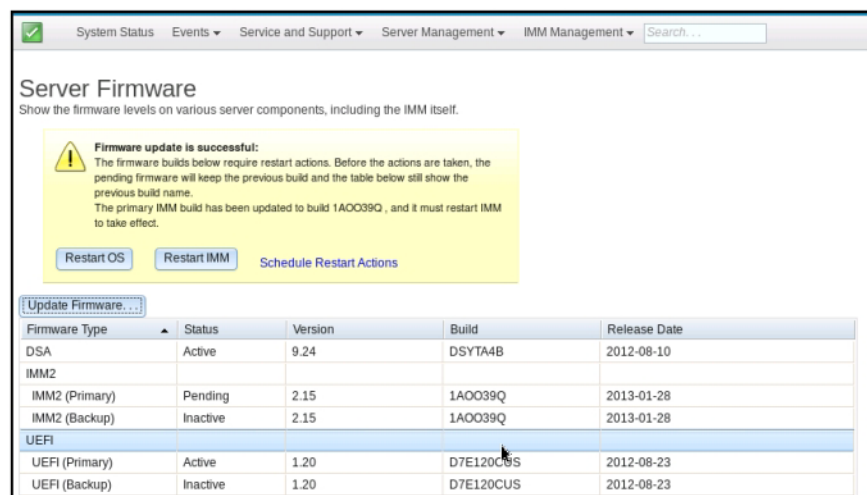 System Status Events Service and Support Server Management IMM Management Search...
Server Firmware
Show the firmware levels on various server components, including the IMM itself.
Firmware update is successful:
The firmware builds below require restart actions. Before the actions are taken, the
pending firmware will keep the previous build and the table below still show the
previous build name.
The primary IMM build has been updated to build 1AOO39Q , and it must restart IMM
to take effect.
Restart OS Restart IMM Schedule Restart Actions
Update Firmware...
Firmware Type Status Version Build Release Date
DSA Active 9.24 DSYTA4B 2012-08-10
IMM2
IMM2 (Primary) Pending 2.15 1AOO39Q 2013-01-28
IMM2 (Backup) Inactive 2.15 1AOO39Q 2013-01-28
UEFI
UEFI (Primary) Active 1.20 D7E120CUS 2012-08-23
UEFI (Backup) Inactive 1.20 D7E120CUS 2012-08-23